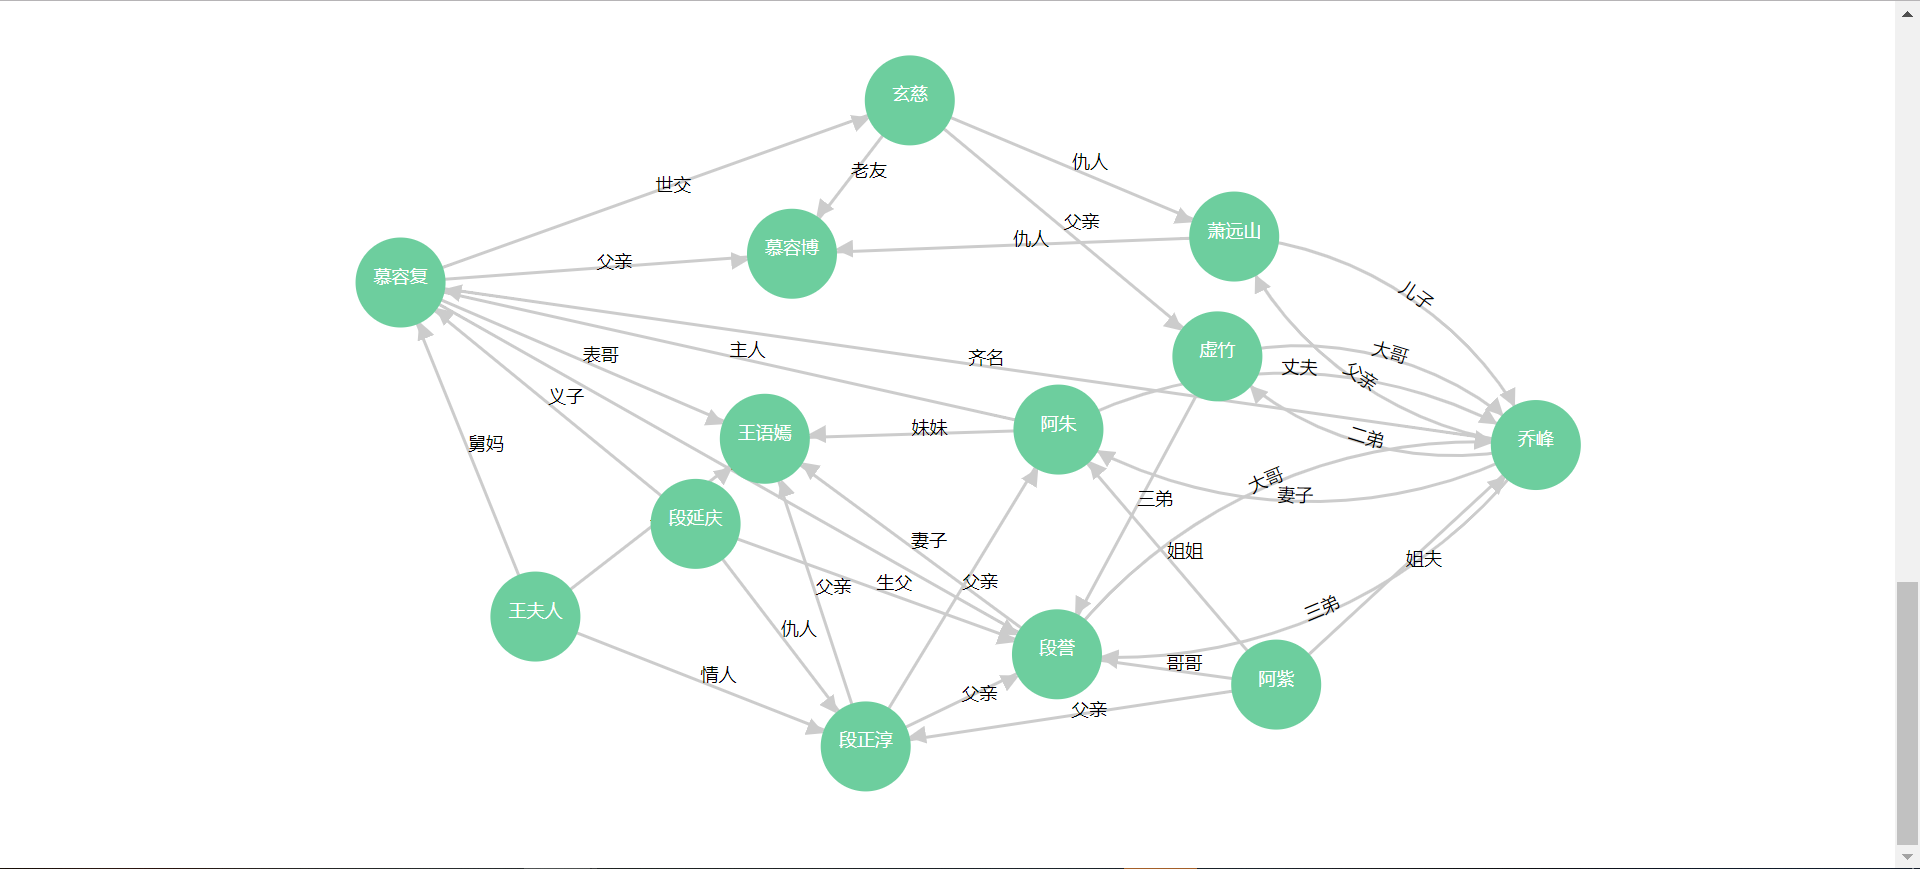 玄慈
仇人
老友
世交
父亲
萧远山
仇人
慕容博
父亲
慕容复
儿子
虚竹
大哥
主人
表哥
齐名
丈夫
父亲
义子
阿朱
妹妹
王语嫣
二弟
乔峰
舅妈
大哥
妻子
三弟
段延庆
妻子
姐姐
姐夫
父亲
生父
父亲
三弟
王夫人
仇人
段誉
哥哥
阿紫
情人
父亲
父亲
段正淳